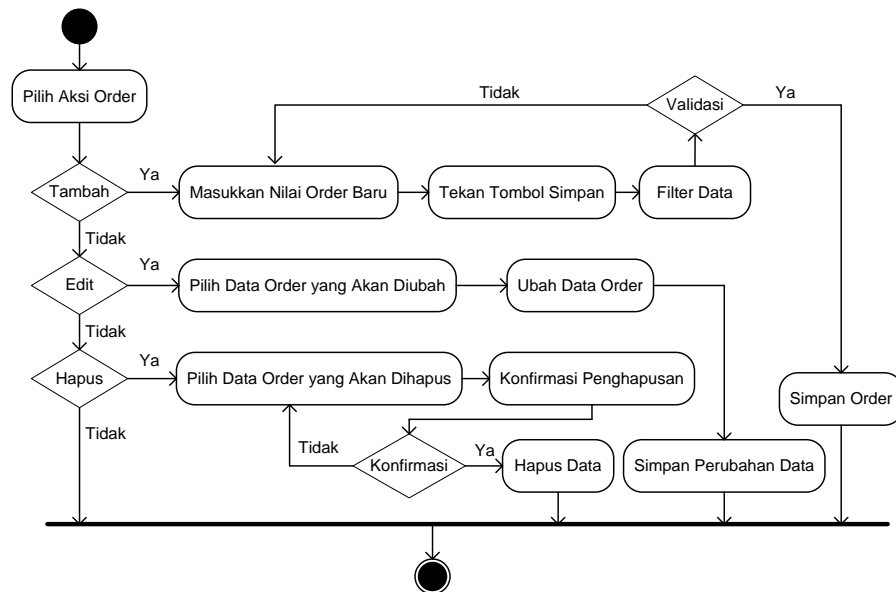 Pilih Aksi Order
Tidak
Validasi
Ya
Tambah
Ya
Masukkan Nilai Order Baru
Tekan Tombol Simpan
Filter Data
Tidak
Edit
Ya
Pilih Data Order yang Akan Diubah
Ubah Data Order
Tidak
Hapus
Ya
Pilih Data Order yang Akan Dihapus
Konfirmasi Penghapusan
Simpan Order
Tidak
Tidak
Konfirmasi
Ya
Hapus Data
Simpan Perubahan Data